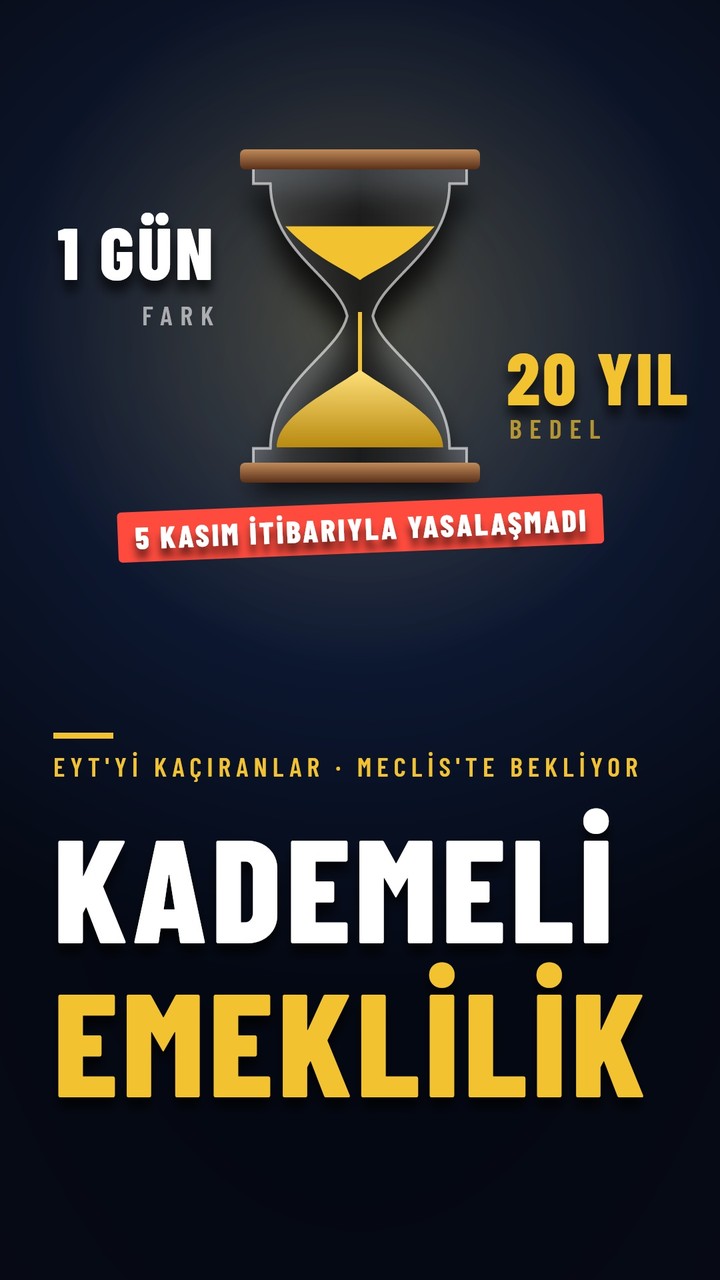 1 GÜN
FARK
20 YIL
BEDEL
5 KASIM İTİBARIYLA YASALAŞMADI
EYT'Yİ KAÇIRANLAR · MECLİS'TE BEKLİYOR
KADEMELİ
EMEKLİLİK